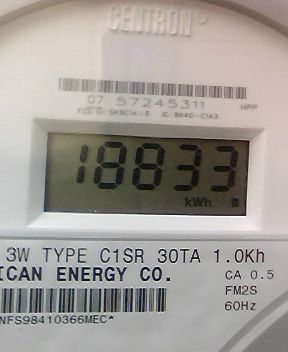 CENTRON®
07 57245311 HPP
18833
kWh
3W TYPE C1SR 30TA 1.0Kh
ICAN ENERGY CO.
CA 0.5
FM2S
60Hz
NFS98410366MEC*